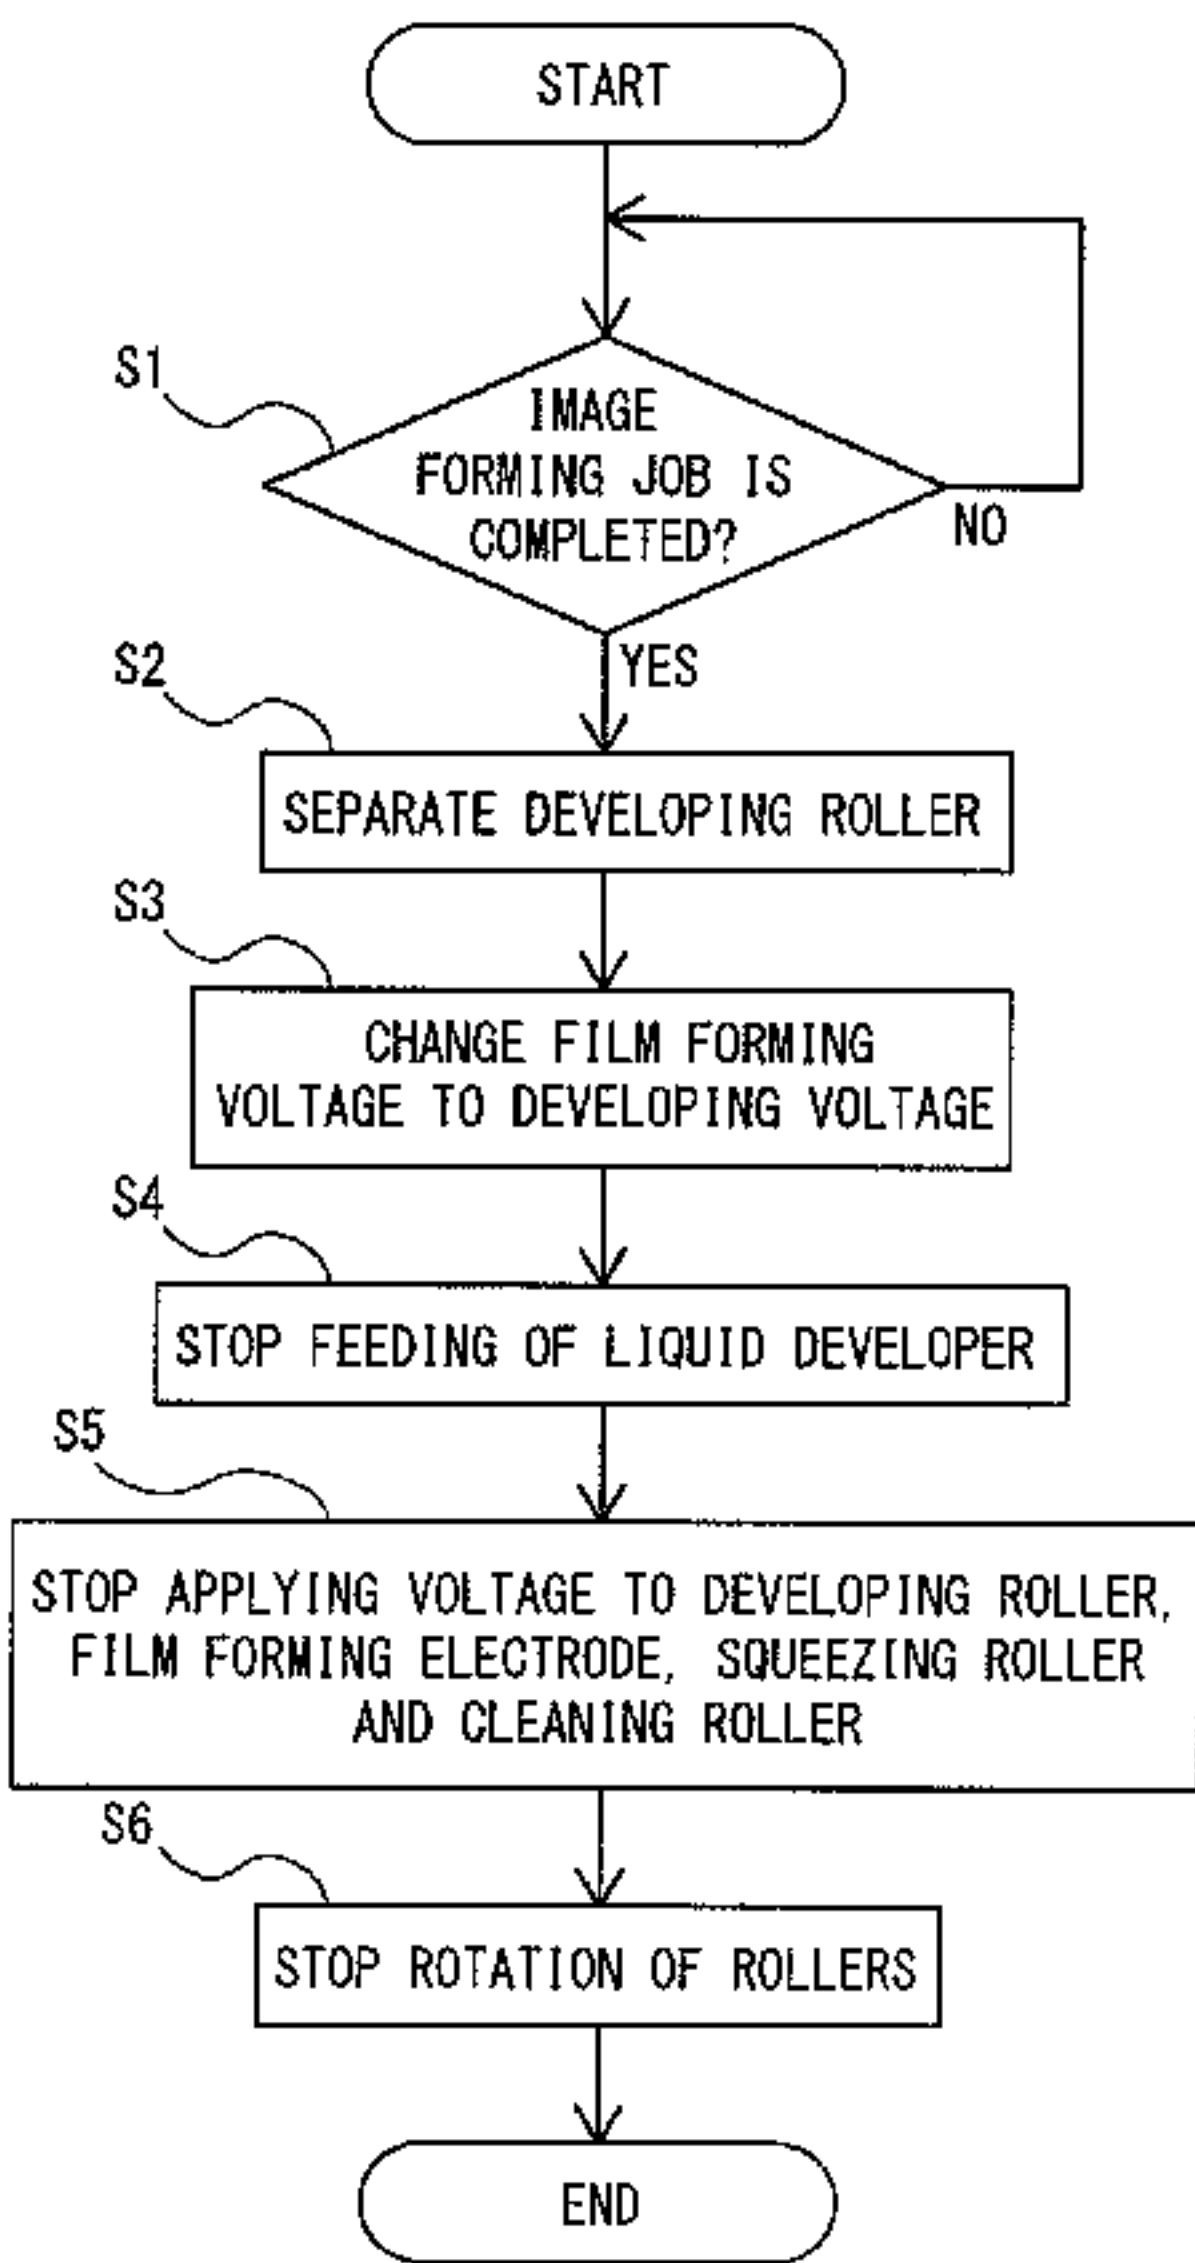 START
S1
IMAGE
FORMING JOB IS
COMPLETED?
NO
YES
S2
SEPARATE DEVELOPING ROLLER
S3
CHANGE FILM FORMING
VOLTAGE TO DEVELOPING VOLTAGE
S4
STOP FEEDING OF LIQUID DEVELOPER
S5
STOP APPLYING VOLTAGE TO DEVELOPING ROLLER,
FILM FORMING ELECTRODE, SQUEEZING ROLLER
AND CLEANING ROLLER
S6
STOP ROTATION OF ROLLERS
END